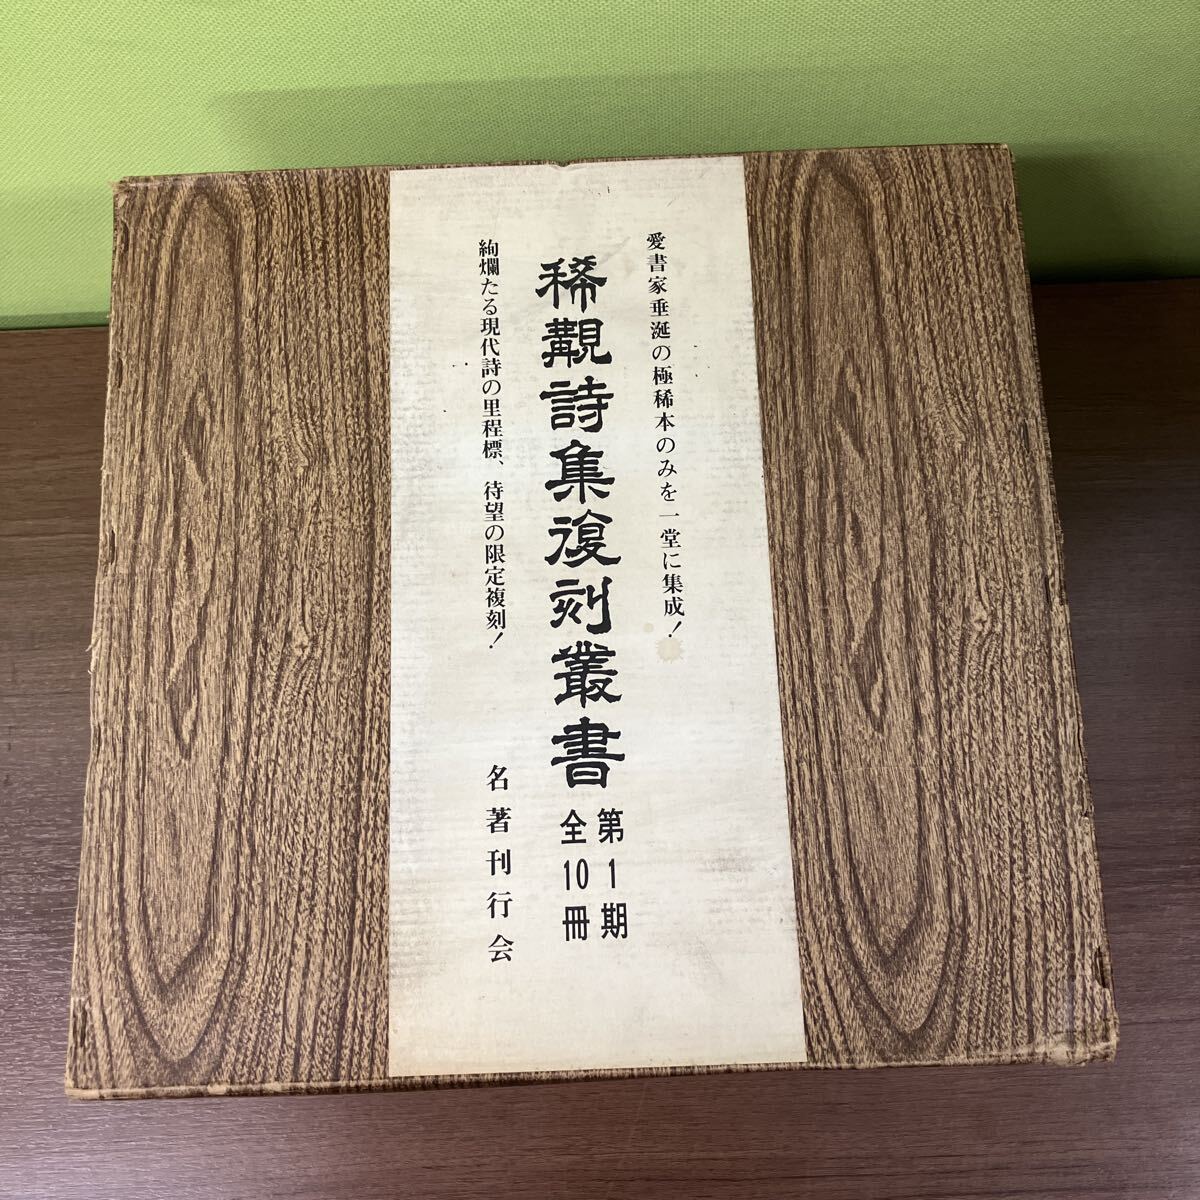 愛書家垂涎の極稀本のみを一堂に集成!
稀覯詩集復刻叢書
第1期
全10冊
絢爛たる現代詩の里程標、待望の限定複刻!
名著刊行会